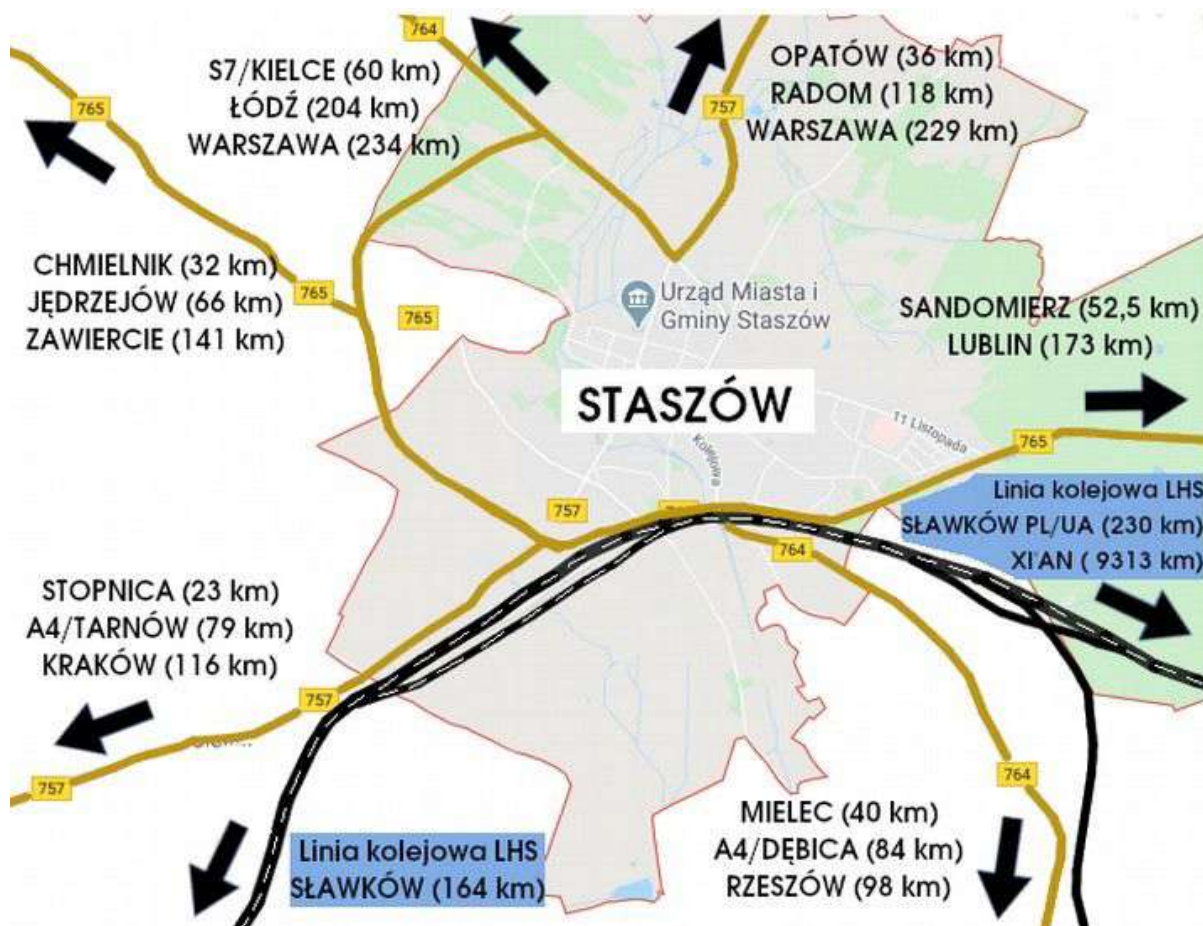 764
S7/KIELCE (60 km)
ŁÓDŹ (204 km)
WARSZAWA (234 km)
OPATÓW (36 km)
RADOM (118 km)
WARSZAWA (229 km)
757
765
CHMIELNIK (32 km)
JĘDRZEJÓW (66 km)
ZAWIERCIE (141 km)
765
765
Urząd Miasta i
Gminy Staszów
SANDOMIERZ (52,5 km)
LUBLIN (173 km)
STASZÓW
11 Listopada
Kolejowa
765
757
764
Linia kolejowa LHS
SŁAWKÓW PL/UA (230 km)
XI'AN ( 9313 km)
STOPNICA (23 km)
A4/TARNÓW (79 km)
KRAKÓW (116 km)
757
757
764
MIELEC (40 km)
A4/DĘBICA (84 km)
RZESZÓW (98 km)
Linia kolejowa LHS
SŁAWKÓW (164 km)